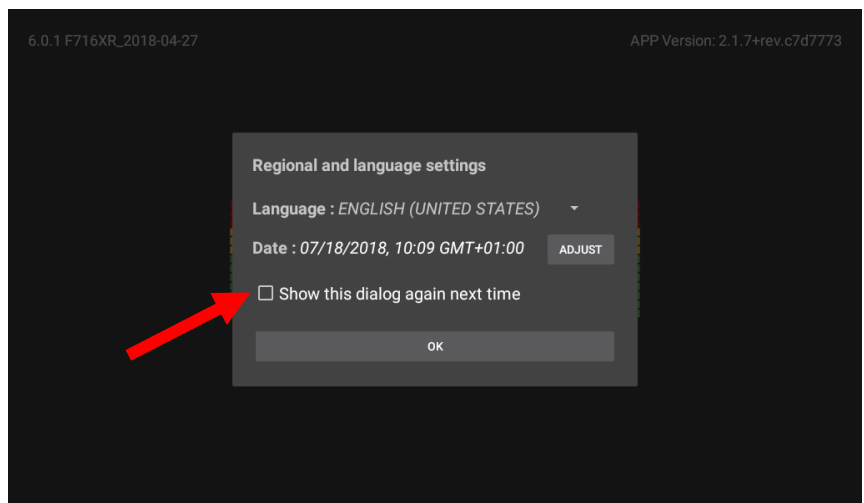 6.0.1 F716XR_2018-04-27
APP Version: 2.1.7+rev.c7d7773
Regional and language settings
Language : ENGLISH (UNITED STATES)
Date : 07/18/2018, 10:09 GMT+01:00 ADJUST
Show this dialog again next time
OK